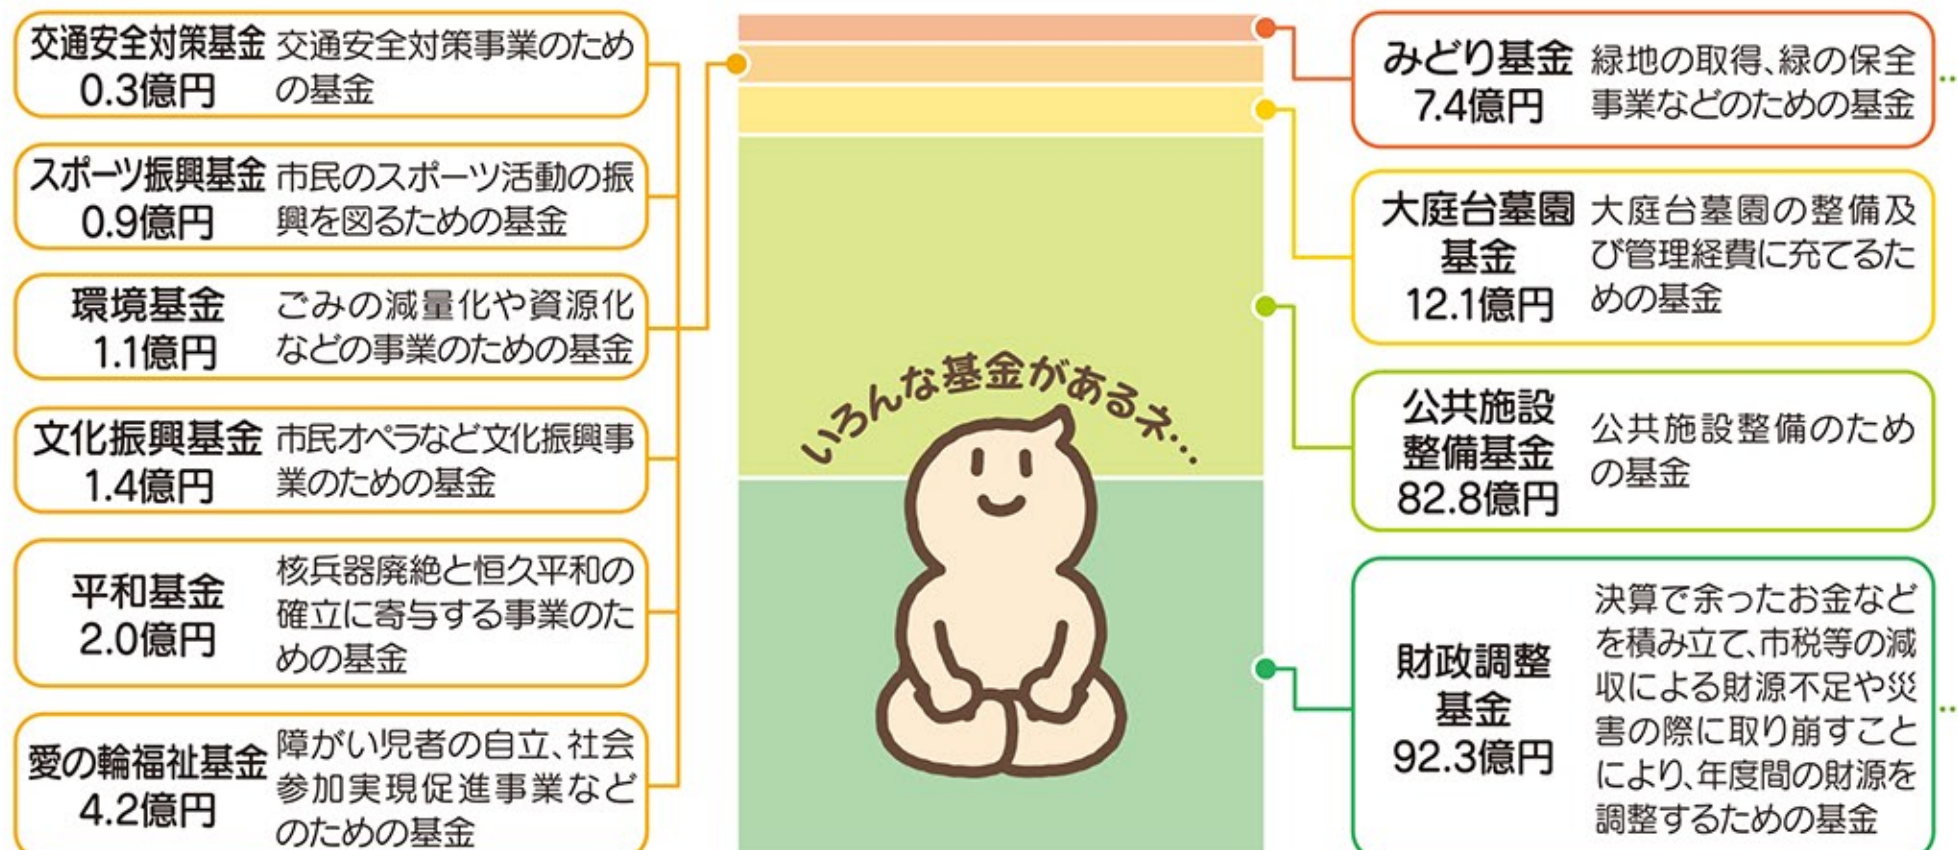 交通安全対策基金
0.3億円
交通安全対策事業のため
の基金
スポーツ振興基金
0.9億円
市民のスポーツ活動の振
興を図るための基金
環境基金
1.1億円
ごみの減量化や資源化
などの事業のための基金
文化振興基金
1.4億円
市民オペラなど文化振興事
業のための基金
平和基金
2.0億円
核兵器廃絶と恒久平和の
確立に寄与する事業のた
めの基金
愛の輪福祉基金
4.2億円
障がい児者の自立、社会
参加実現促進事業など
のための基金
いろんな基金があるネ…
みどり基金
7.4億円
緑地の取得、緑の保全
事業などのための基金
大庭台墓園
基金
12.1億円
大庭台墓園の整備及
び管理経費に充てるた
めの基金
公共施設
整備基金
82.8億円
公共施設整備のため
の基金
財政調整
基金
92.3億円
決算で余ったお金など
を積み立て、市税等の減
収による財源不足や災
害の際に取り崩すこと
により、年度間の財源を
調整するための基金